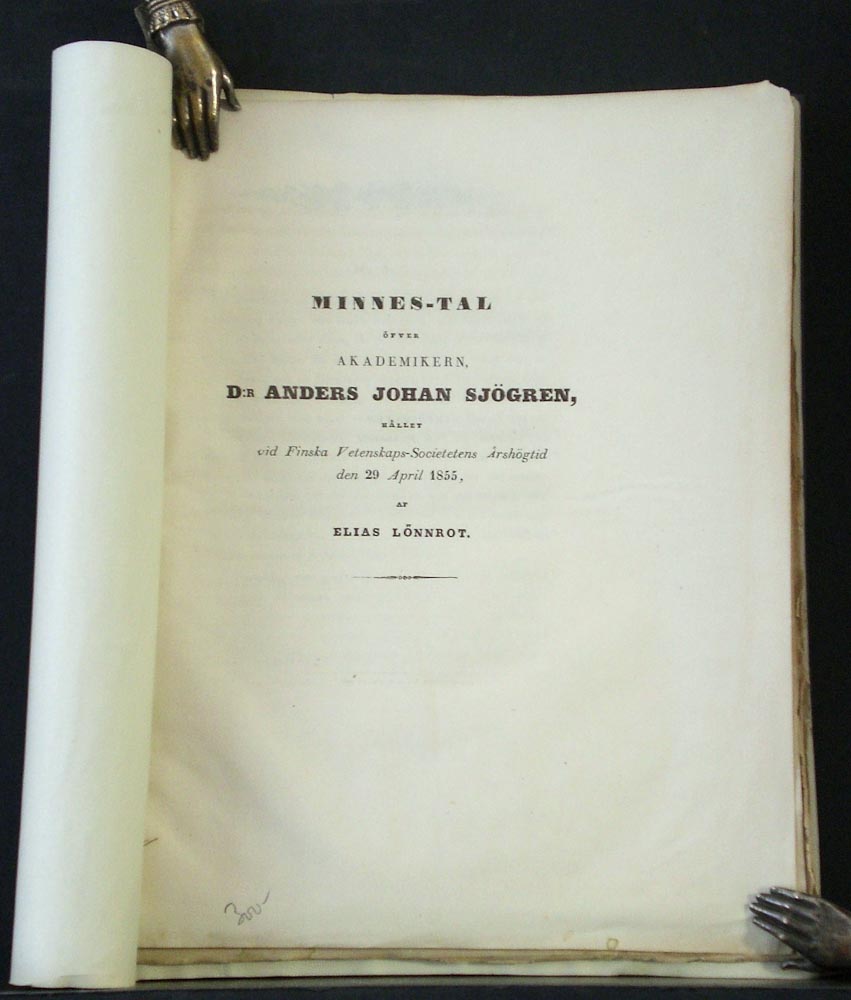 MINNES-TAL
ÖFVER
AKADEMIKERN,
D:R ANDERS JOHAN SJÖGREN,
HÅLLET
vid Finska Vetenskaps-Societetens Årshögtid
den 29 April 1855,
AF
ELIAS LÖNNROT.
300-